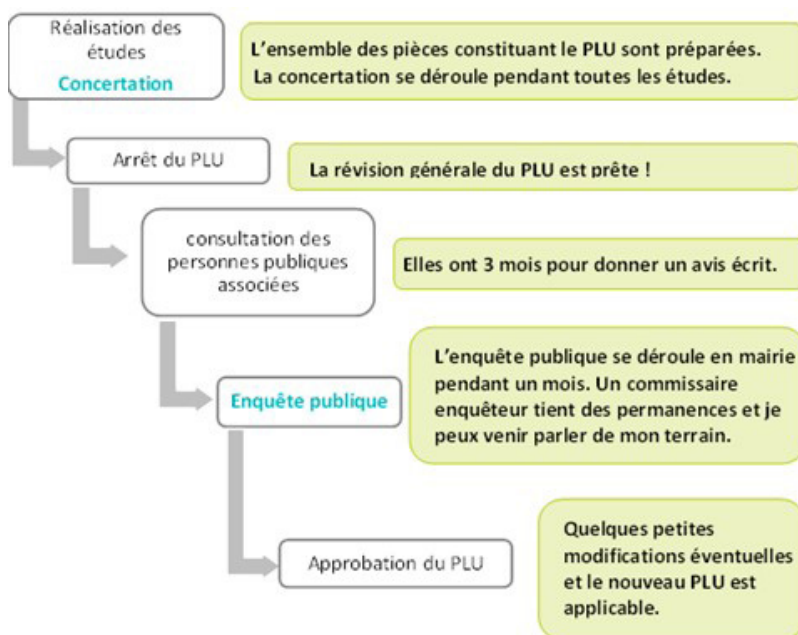 Réalisation des
études
Concertation
L'ensemble des pièces constituant le PLU sont préparées.
La concertation se déroule pendant toutes les études.
Arrêt du PLU
La révision générale du PLU est prête !
consultation des
personnes publiques
associées
Elles ont 3 mois pour donner un avis écrit.
Enquête publique
L'enquête publique se déroule en mairie
pendant un mois. Un commissaire
enquêteur tient des permanences et je
peux venir parler de mon terrain.
Approbation du PLU
Quelques petites
modifications éventuelles
et le nouveau PLU est
applicable.